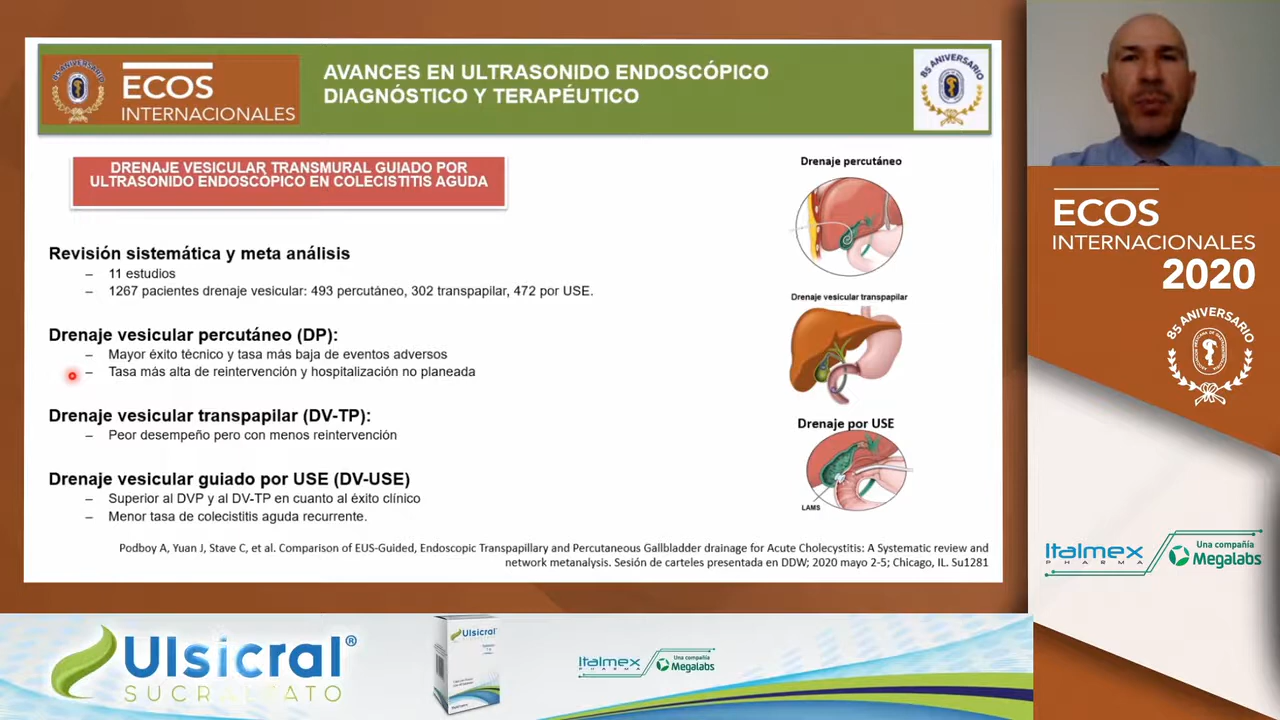 85 ANIVERSARIO
ECOS
INTERNACIONALES
AVANCES EN ULTRASONIDO ENDOSCÓPICO
DIAGNÓSTICO Y TERAPÉUTICO
85 ANIVERSARIO
DRENAJE VESICULAR TRANSMURAL GUIADO POR
ULTRASONIDO ENDOSCÓPICO EN COLECISTITIS AGUDA
Revisión sistemática y meta análisis
– 11 estudios
– 1267 pacientes drenaje vesicular: 493 percutáneo, 302 transpapilar, 472 por USE.
Drenaje vesicular percutáneo (DP):
– Mayor éxito técnico y tasa más baja de eventos adversos
– Tasa más alta de reintervención y hospitalización no planeada
Drenaje vesicular transpapilar (DV-TP):
– Peor desempeño pero con menos reintervención
Drenaje vesicular guiado por USE (DV-USE)
– Superior al DVP y al DV-TP en cuanto al éxito clínico
– Menor tasa de colecistitis aguda recurrente.
Drenaje percutáneo
Drenaje vesicular transpapilar
Drenaje por USE
LAMS
Podboy A, Yuan J, Stave C, et al. Comparison of EUS-Guided, Endoscopic Transpapillary and Percutaneous Gallbladder drainage for Acute Cholecystitis: A Systematic review and
network metanalysis. Sesión de carteles presentada en DDW; 2020 mayo 2-5; Chicago, IL. Su1281
ECOS
INTERNACIONALES
2020
85 ANIVERSARIO
Italmex
PHARMA
Una compañía
Megalabs
Ulsicral®
SUCRALFATO
Ulsicral
Italmex
PHARMA
Una compañía
Megalabs